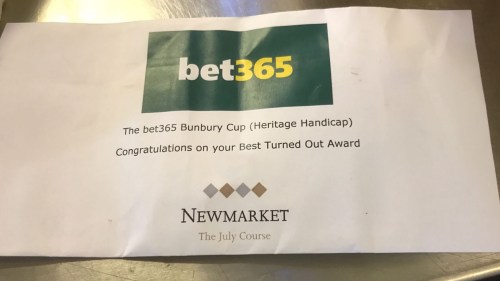 bet365
The bet365 Bunbury Cup (Heritage Handicap)
Congratulations on your Best Turned Out Award
NEWMARKET
The July Course